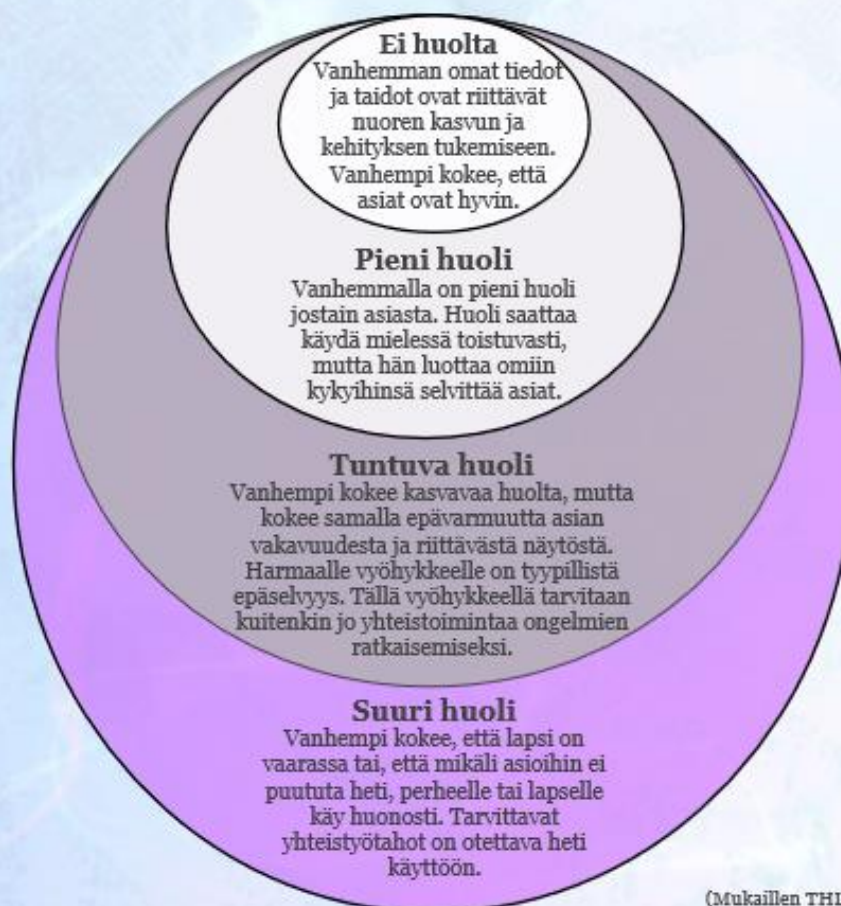 Ei huolta
Vanhemman omat tiedot
ja taidot ovat riittävät
nuoren kasvun ja
kehityksen tukemiseen.
Vanhempi kokee, että
asiat ovat hyvin.
Pieni huoli
Vanhemmalla on pieni huoli
jostain asiasta. Huoli saattaa
käydä mielessä toistuvasti,
mutta hän luottaa omiin
kykyihinsä selvittää asiat.
Tuntuva huoli
Vanhempi kokee kasvavaa huolta, mutta
kokee samalla epävarmuutta asian
vakavuudesta ja riittävästä näytöstä.
Harmaalle vyöhykkeelle on tyypillistä
epäselvyys. Tällä vyöhykkeellä tarvitaan
kuitenkin jo yhteistoimintaa ongelmien
ratkaisemiseksi.
Suuri huoli
Vanhempi kokee, että lapsi on
vaarassa tai, että mikäli asioihin ei
puututa heti, perheelle tai lapselle
käy huonosti. Tarvittavat
yhteistyötahot on otettava heti
käyttöön.
(Mukaillen THL